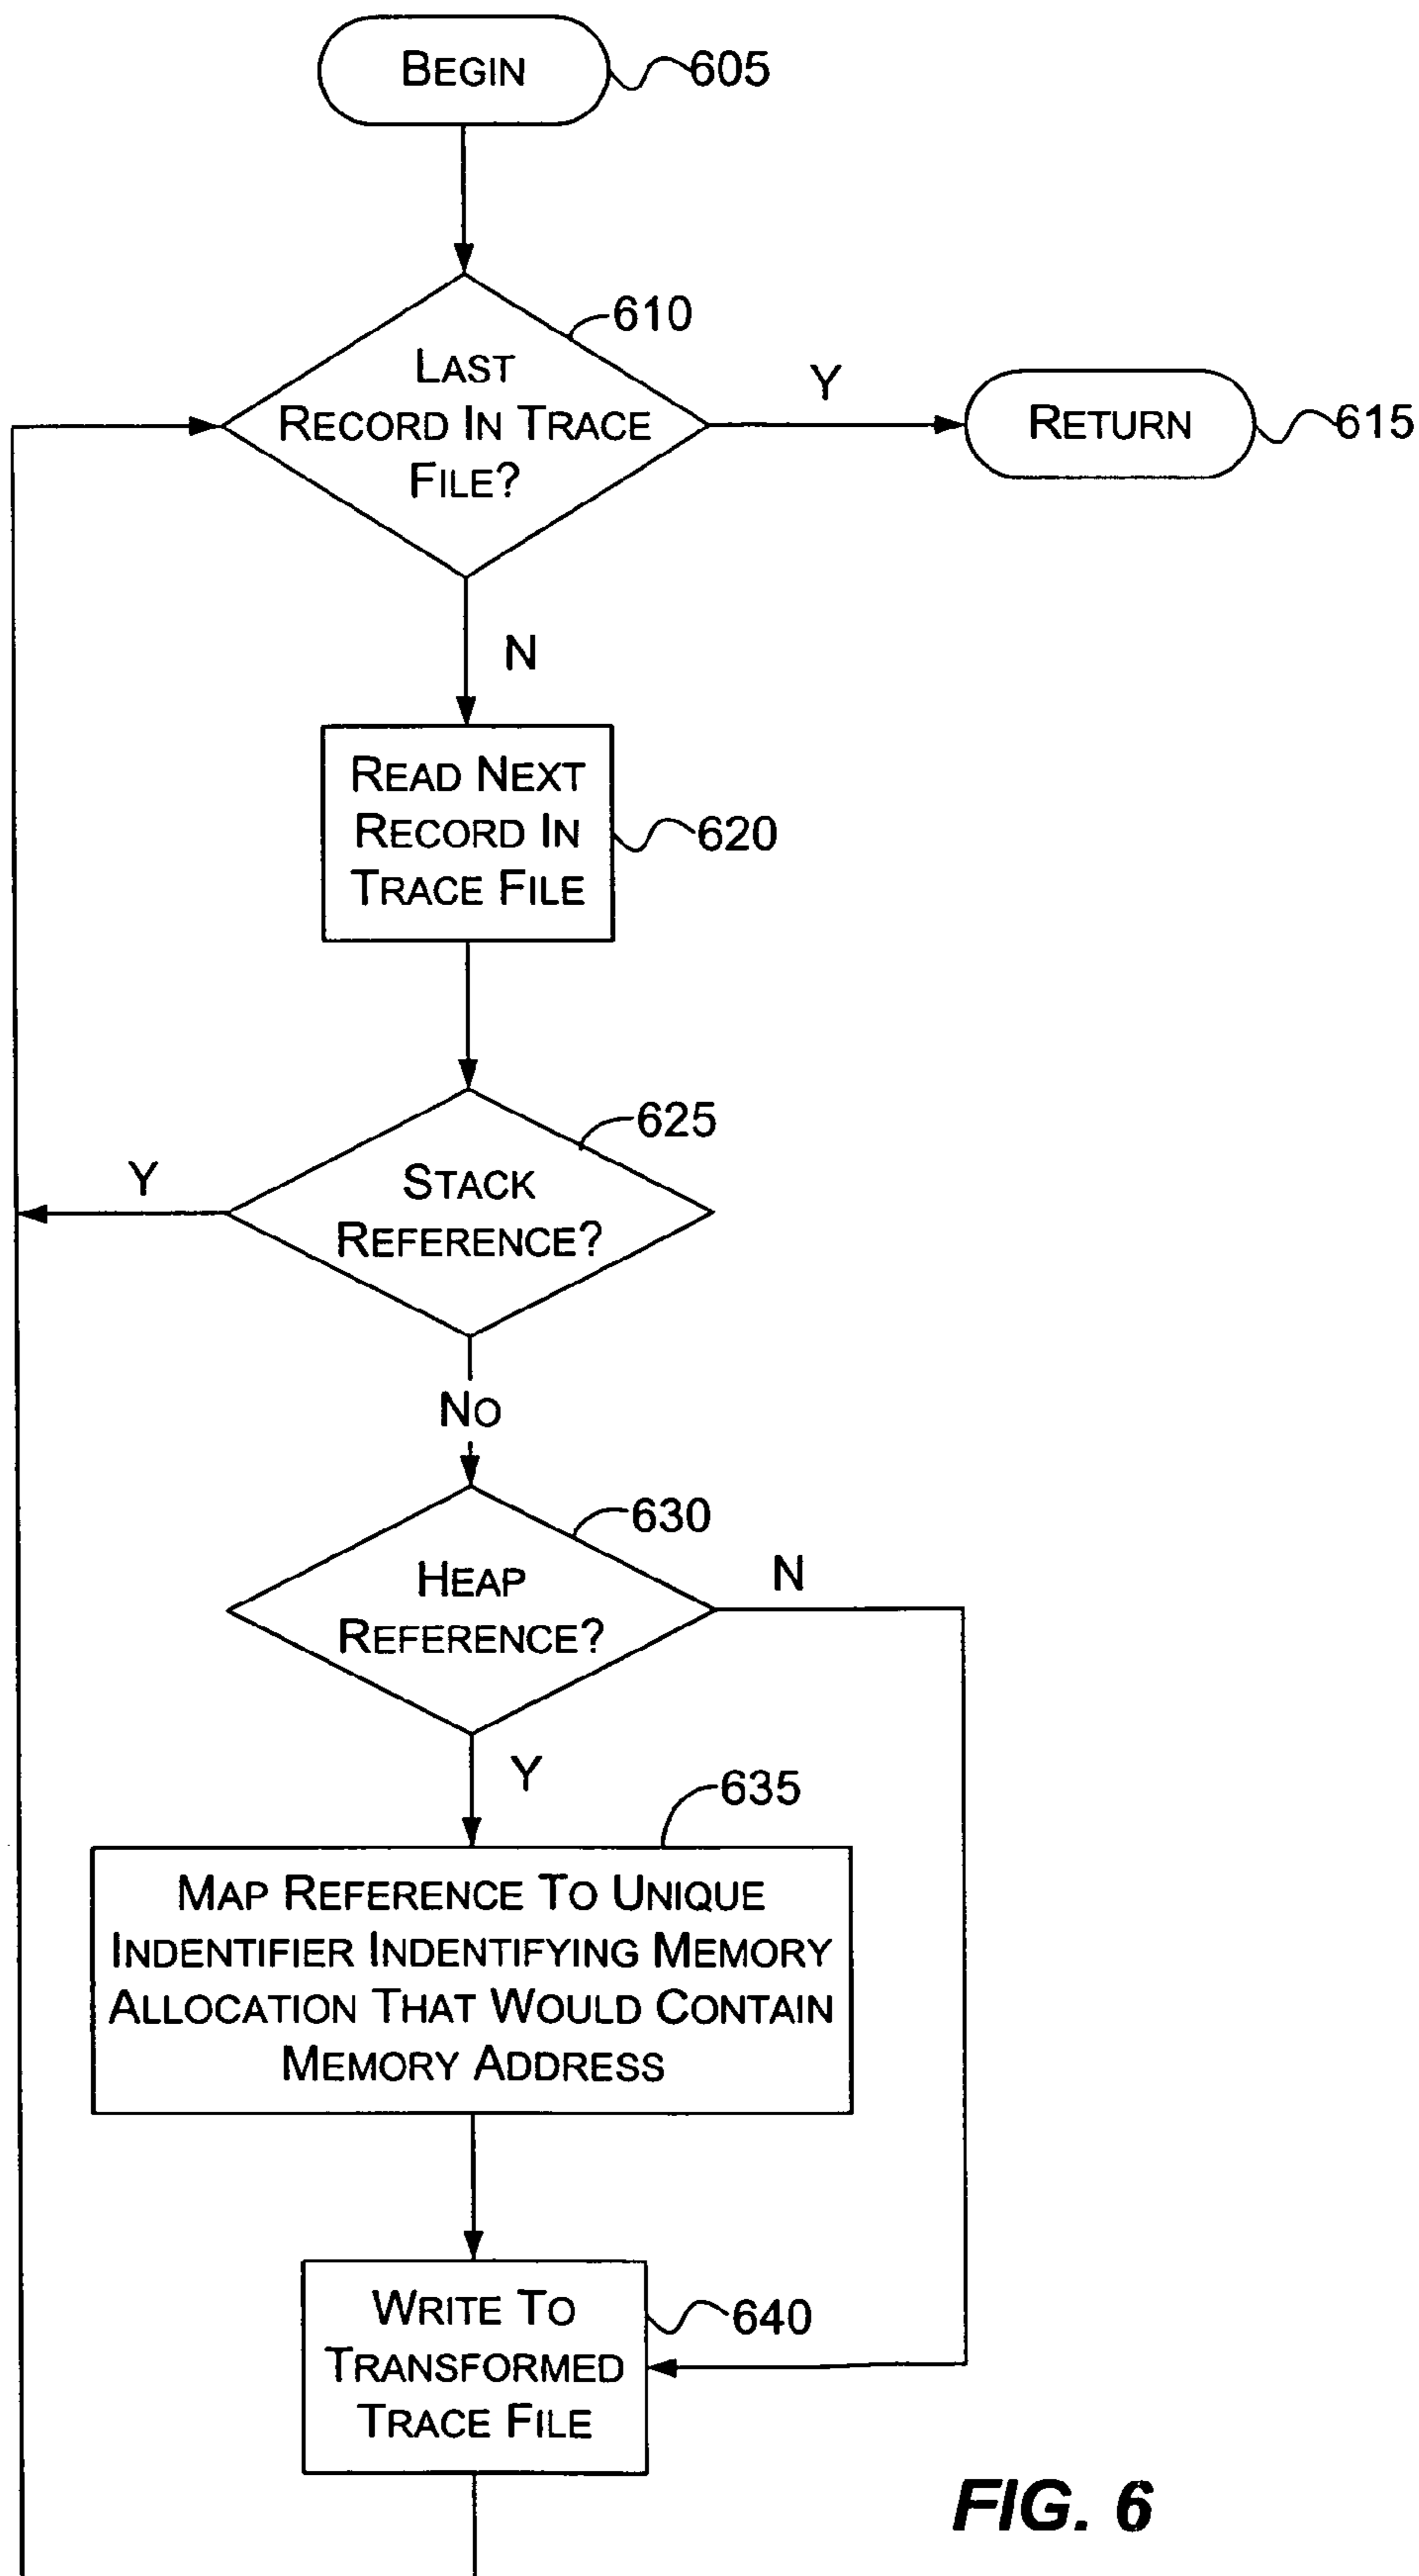 BEGIN
605
610
LAST
RECORD IN TRACE
FILE?
Y
RETURN
615
N
READ NEXT
RECORD IN
TRACE FILE
620
625
Y
STACK
REFERENCE?
NO
630
HEAP
REFERENCE?
N
Y
635
MAP REFERENCE TO UNIQUE
INDENTIFIER INDENTIFYING MEMORY
ALLOCATION THAT WOULD CONTAIN
MEMORY ADDRESS
WRITE TO
TRANSFORMED
TRACE FILE
640
FIG. 6